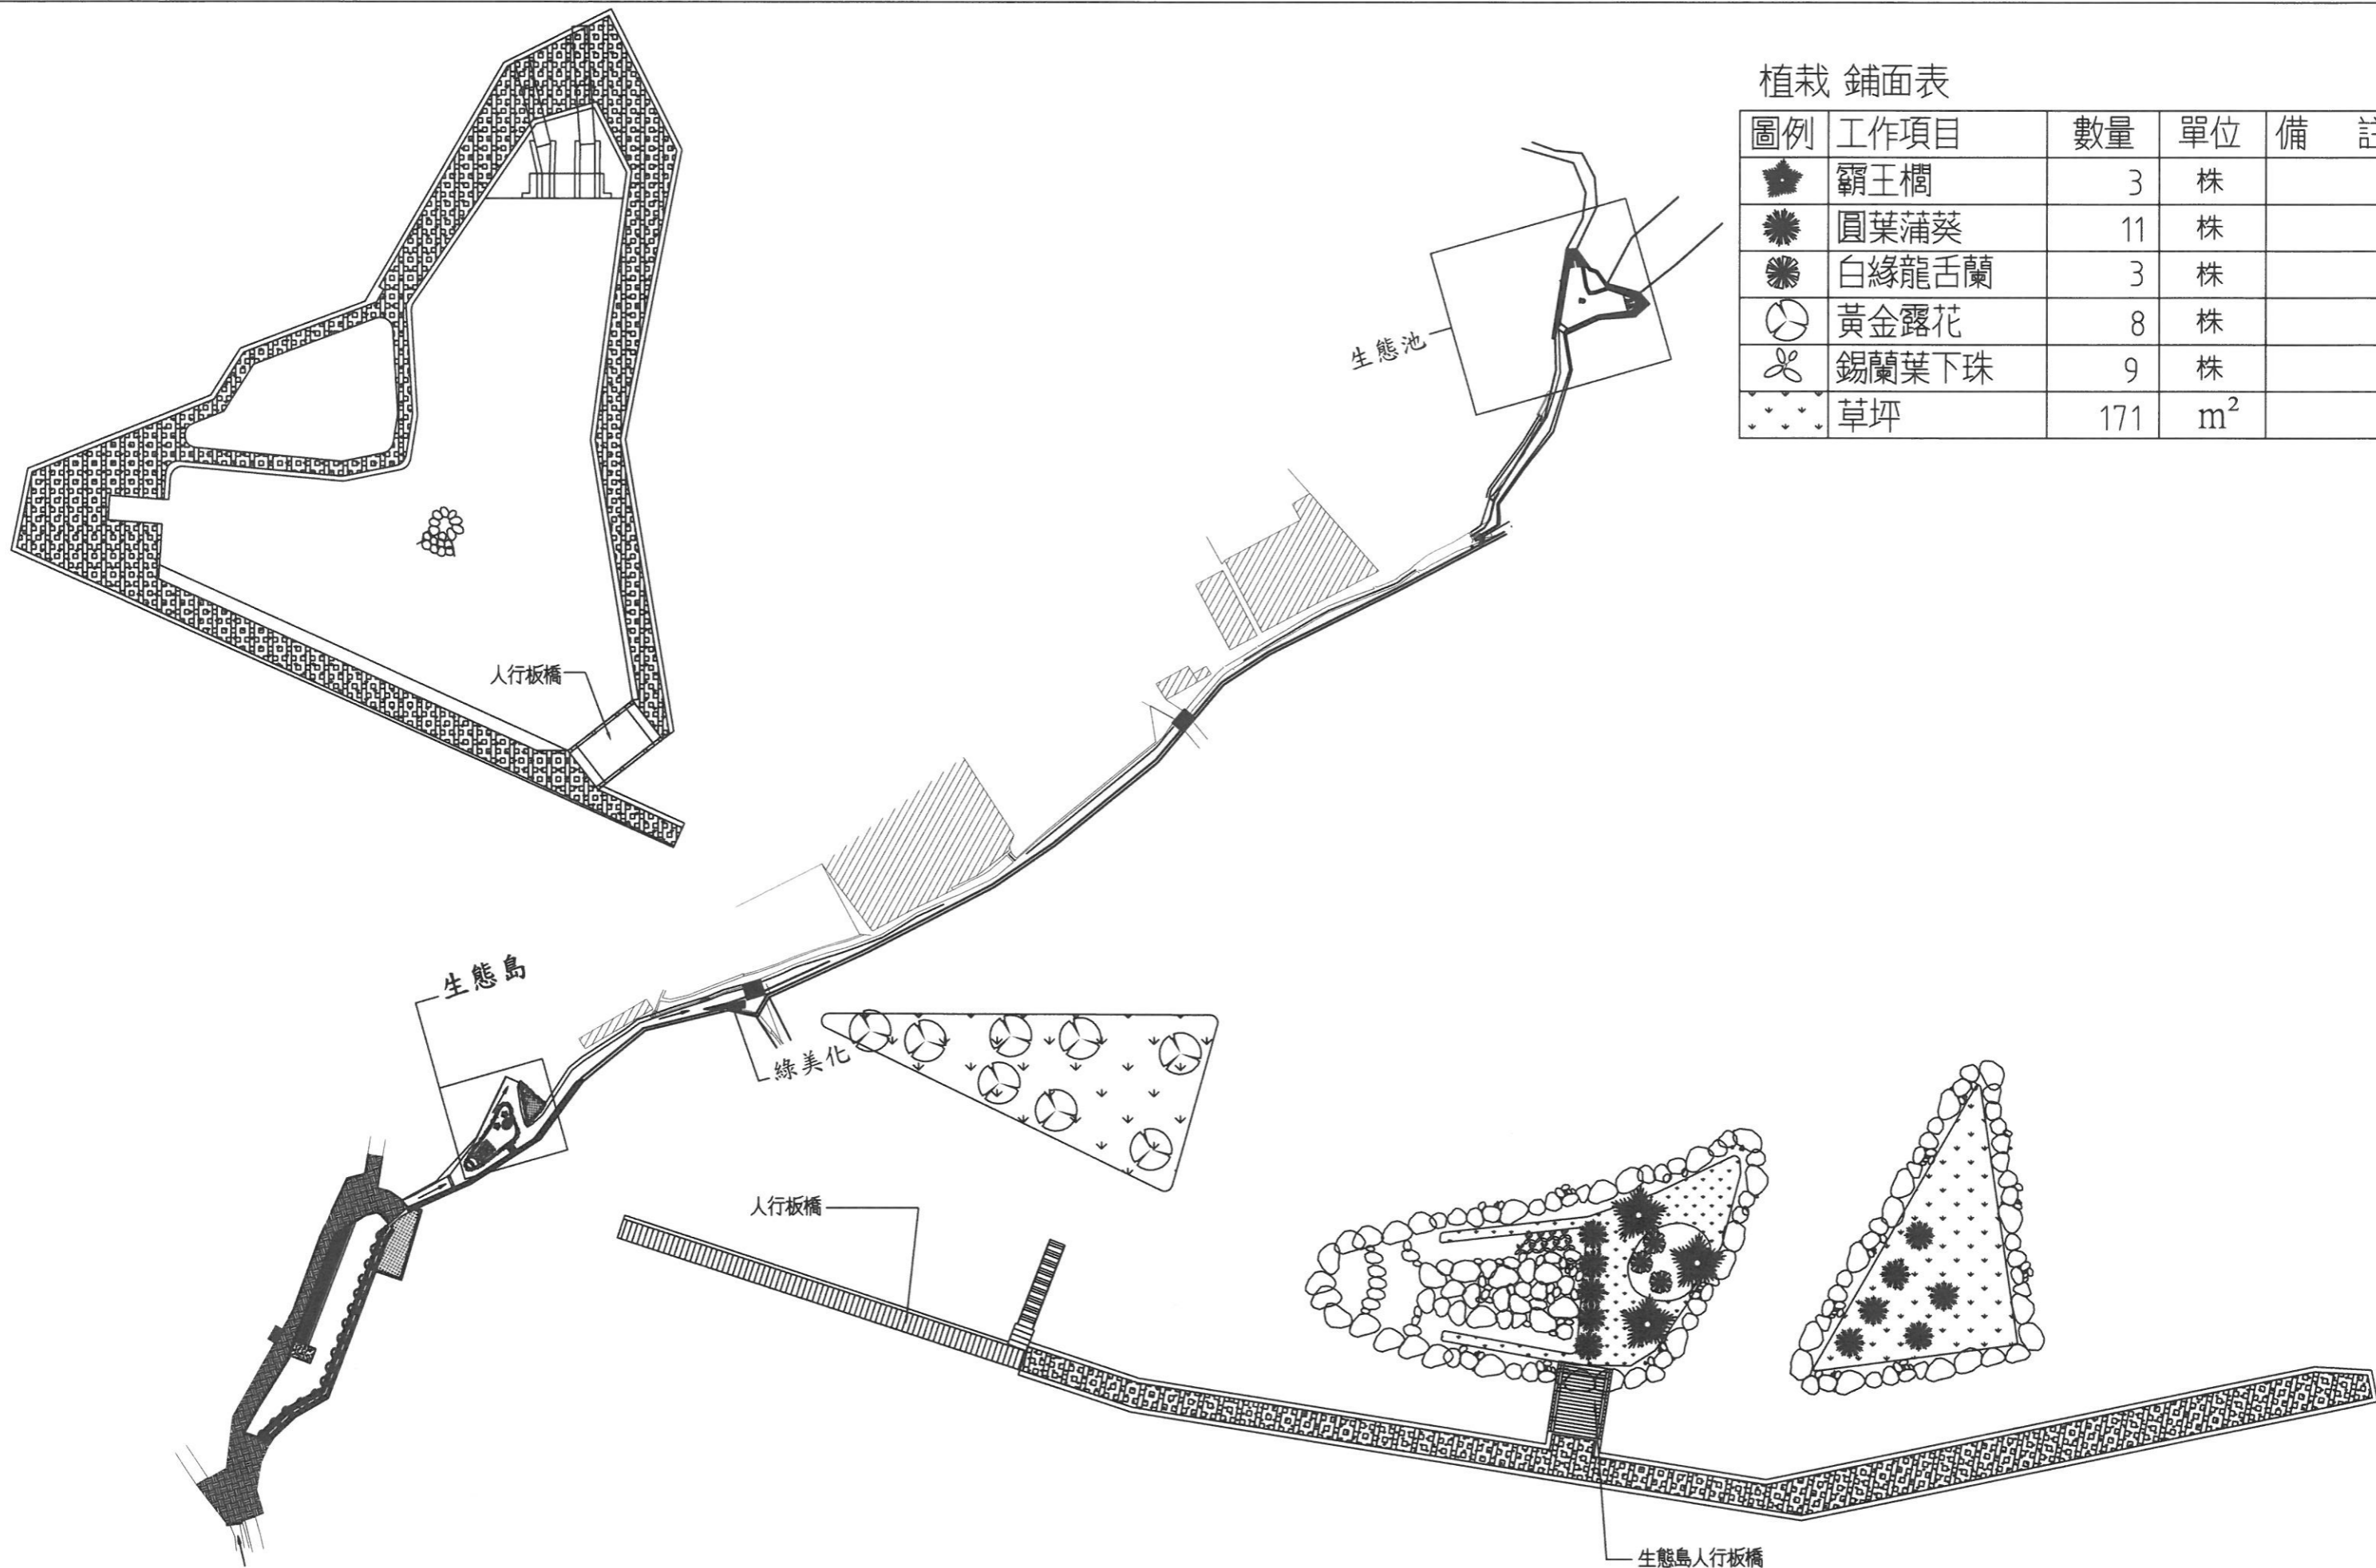 植栽 鋪面表
圖例 工作項目 數量 單位 備 註
霸王櫚 3 株
圓葉蒲葵 11 株
白緣龍舌蘭 3 株
黃金露花 8 株
錫蘭葉下珠 9 株
草坪 171 m²
生態池
人行板橋
生態島
綠美化
人行板橋
生態島人行板橋